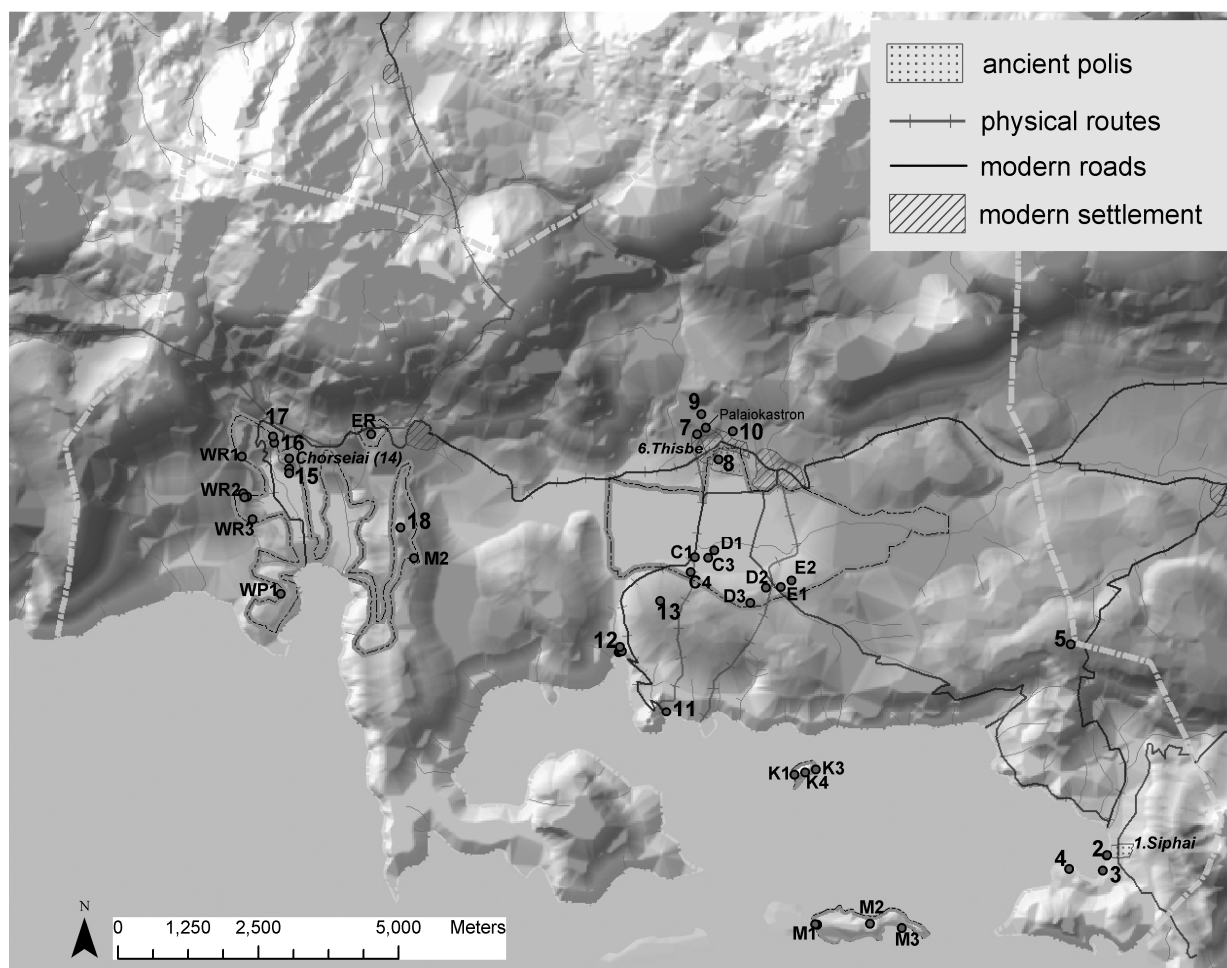 ancient polis
physical routes
modern roads
modern settlement
9
Palaiokastron
7
10
6.Thisbe
8
17
ER
16
WR1
Chorseiai (14)
15
WR2
WR3
18
M2
WP1
C1
D1
C3
C4
D2
E2
E1
D3
13
12
5
11
K1
K3
K4
2
1.Siphai
4
3
M1
M2
M3
N
0
1,250
2,500
5,000
Meters